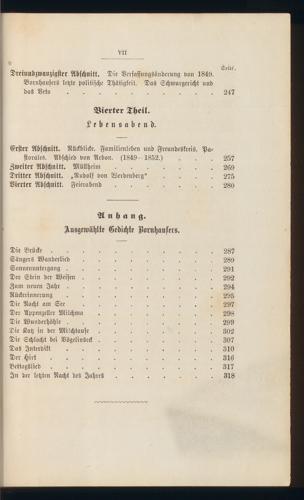 VII
Seite.
Dreiundzwanzigster Abschnitt. Die Verfassungsänderung von 1849.
Bornhausers letzte politische Thätigkeit. Das Schwurgericht und
das Veto . . . . . . . . . . 247
Vierter Theil.
Lebensabend.
Erster Abschnitt. Rückblicke. Familienleben und Freundeskreis. Pa-
storales. Abschied von Arbon. (1849–1852.) . . . . 257
Zweiter Abschnitt. Müllheim . . . . . . . 269
Dritter Abschnitt. „Rudolf von Werdenberg“ . . . . . 275
Vierter Abschnitt. Feierabend . . . . . . . 280
Anhang.
Ausgewählte Gedichte Bornhausers.
Die Brücke . . . . . . . . . . 287
Sängers Wanderlied . . . . . . . . . 289
Sonnenuntergang . . . . . . . . . 291
Der Stein der Weisen . . . . . . . . . 292
Zum neuen Jahr . . . . . . . . . 294
Rückerinnerung . . . . . . . . . 295
Die Nacht am See . . . . . . . . . 297
Der Appenzeller Milchma . . . . . . . . 298
Die Wunderhöhle . . . . . . . . . 299
Die Katz in der Milchtause . . . . . . . . 302
Die Schlacht bei Vögelinseck . . . . . . . . 307
Das Interdikt . . . . . . . . . 310
Der Hirt . . . . . . . . . . 316
Bettagslied . . . . . . . . . . 317
In der letzten Nacht des Jahres . . . . . . . 318